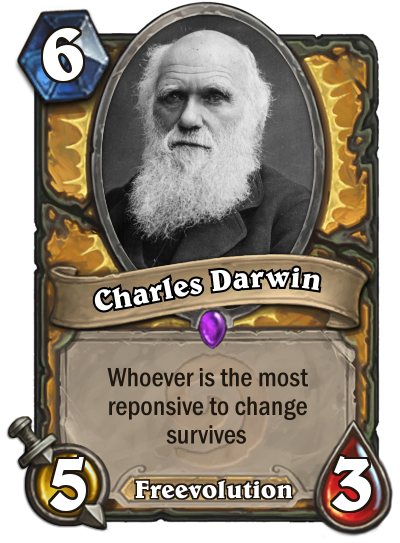 6
Charles Darwin
Whoever is the most
reponsive to change
survives
5
Freevolution
3